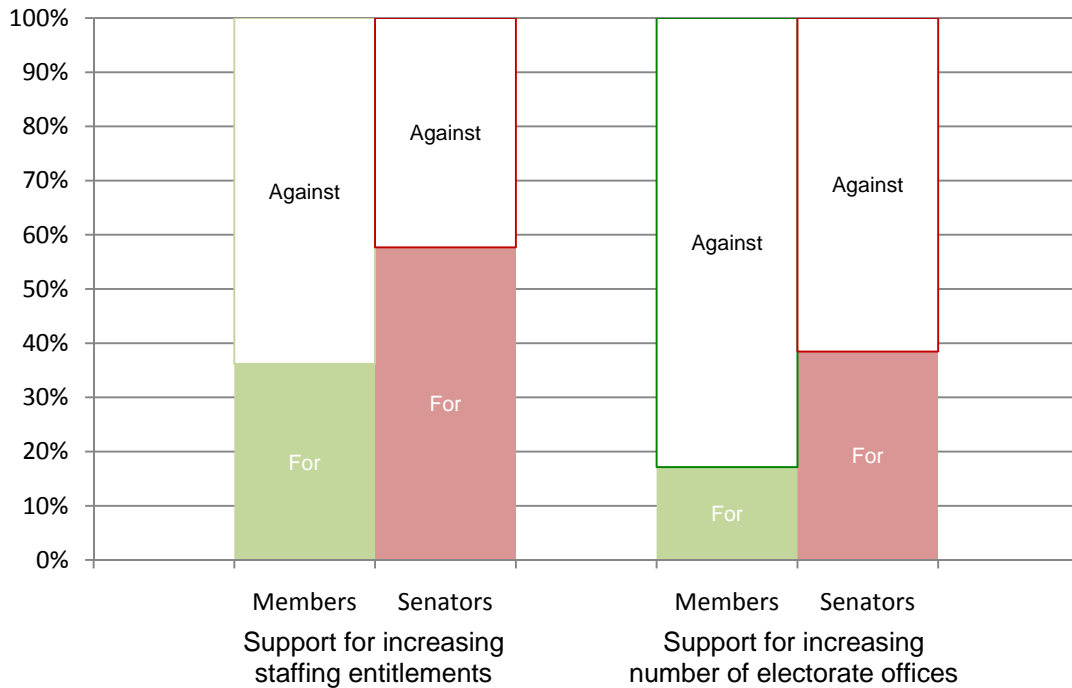 100%
90%
80%
70%
60%
50%
40%
30%
20%
10%
0%
Against
For
Against
For
Against
For
Against
For
Members Senators Members Senators
Support for increasing
staffing entitlements
Support for increasing
number of electorate offices